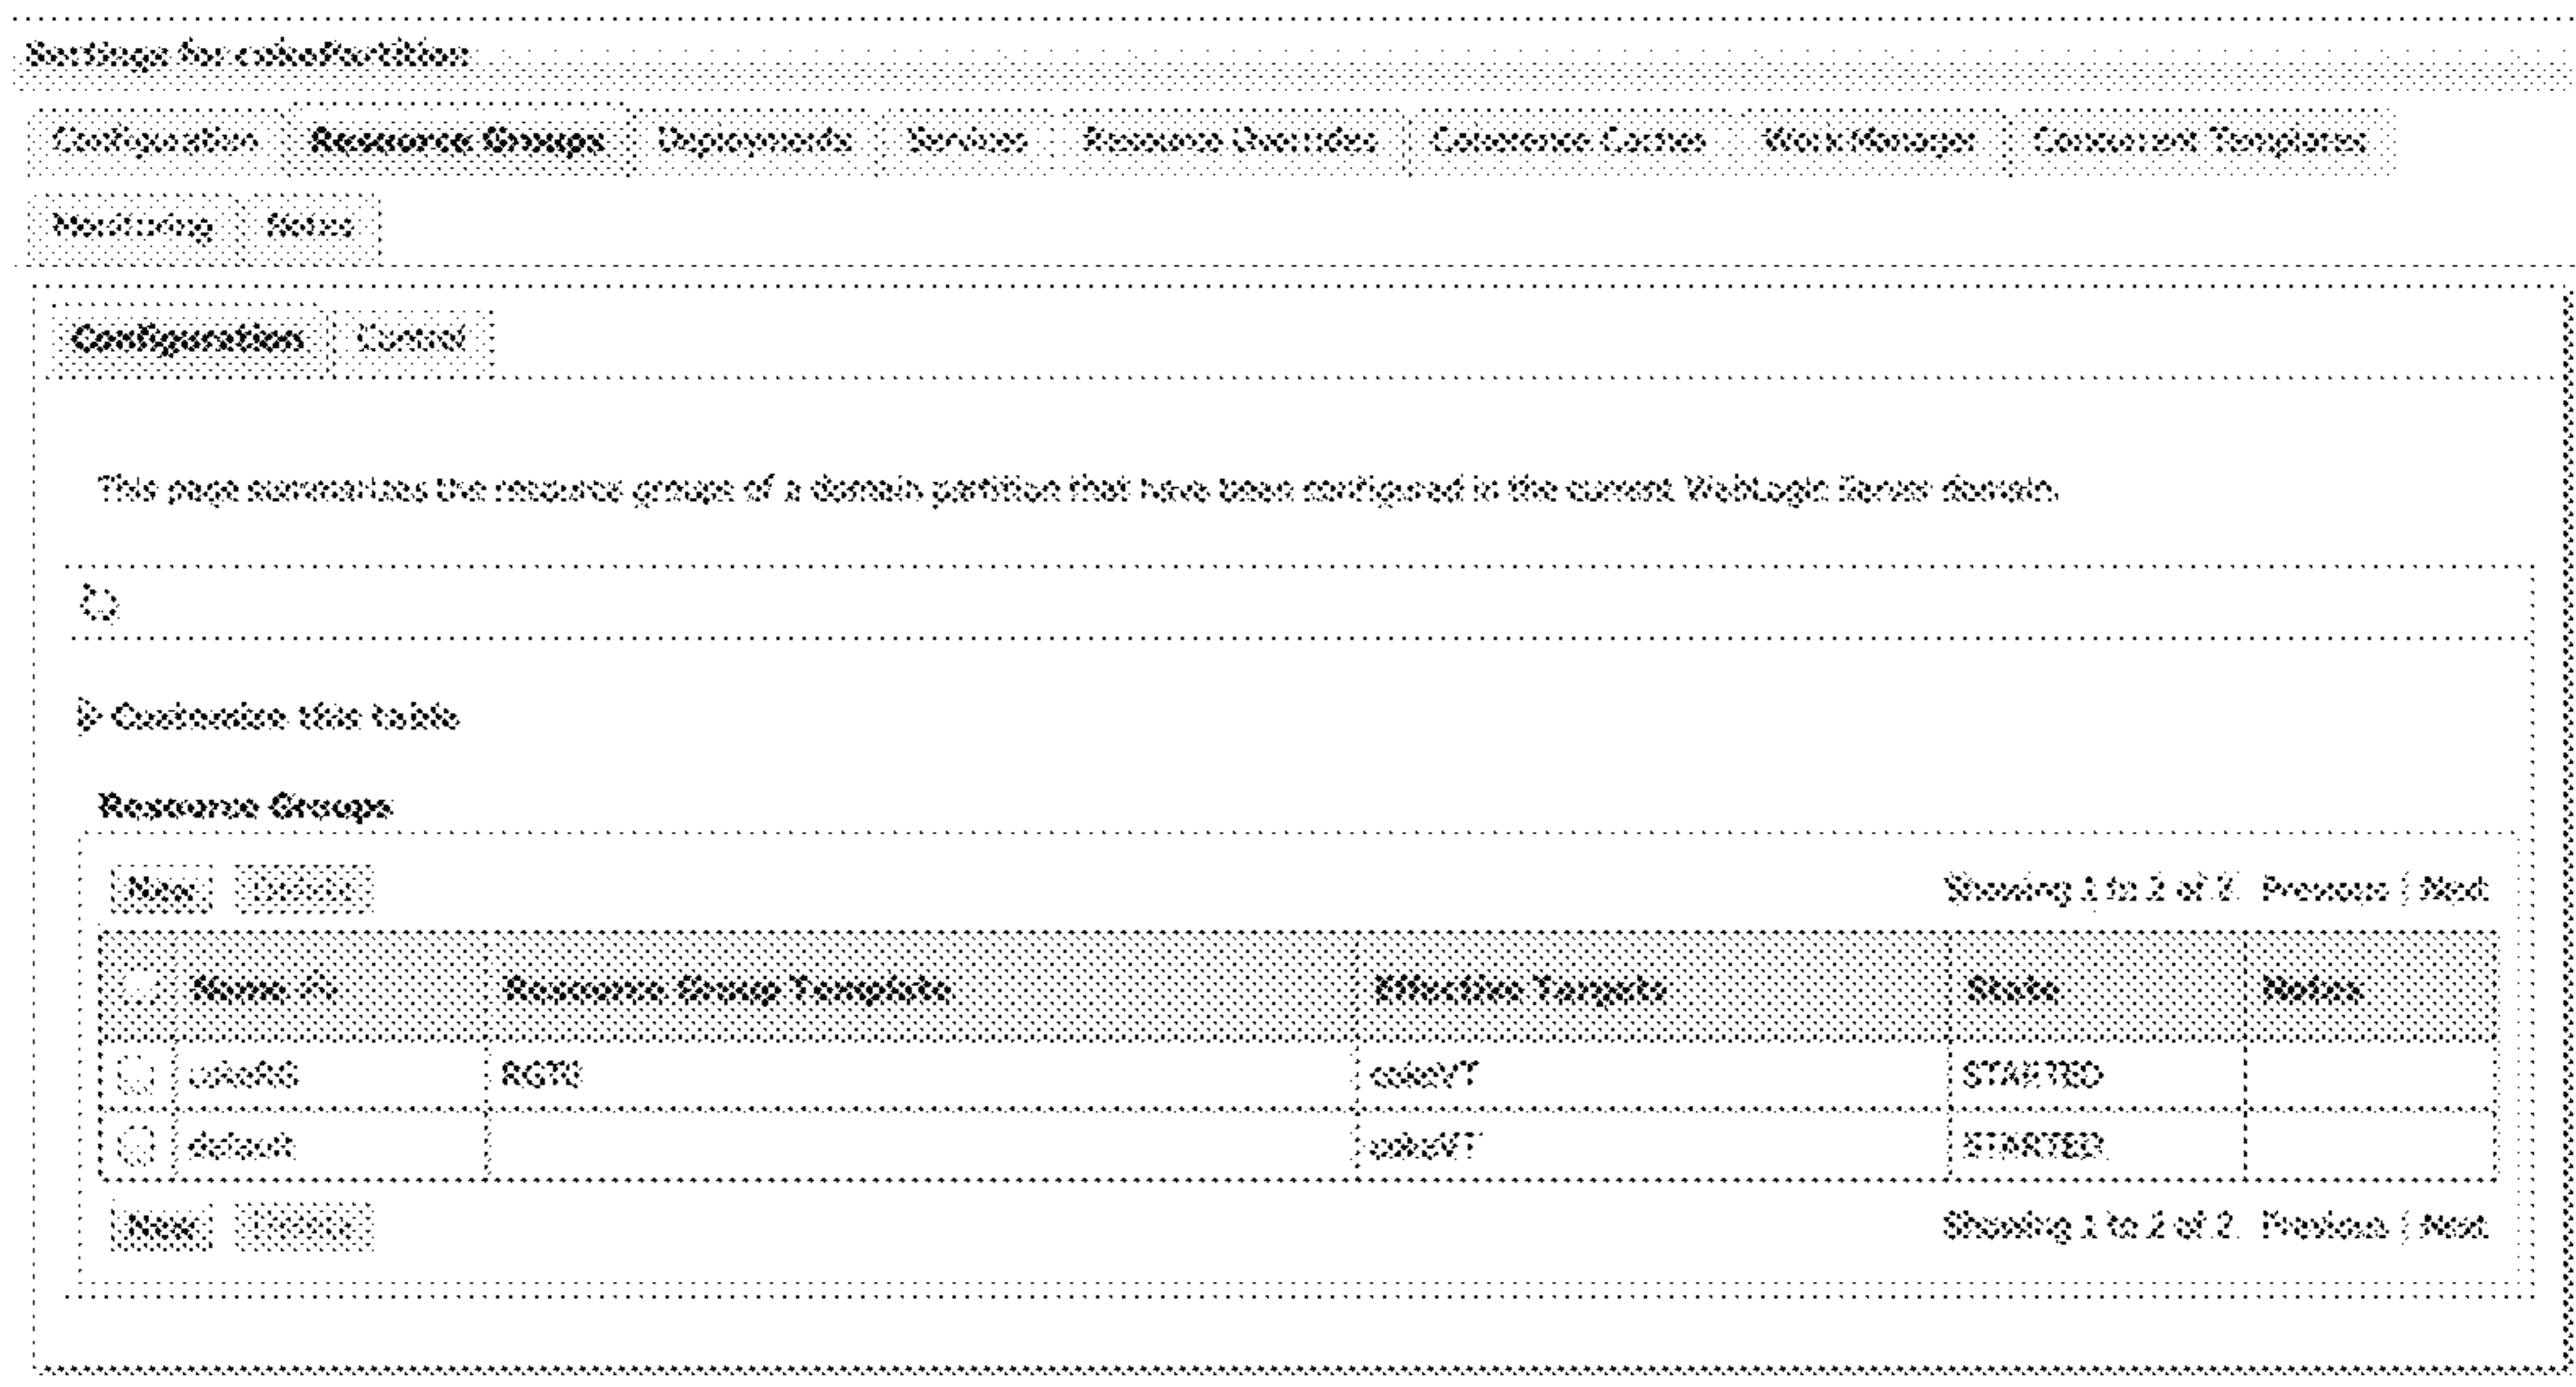 Settings for cokePartition
Configuration Resource Groups Deployments Services Resource Overrides Coherence Caches Work Manager Concurrent Templates
Monitoring Notes
Configuration Control
This page summarizes the resource groups of a domain partition that have been configured in the current WebLogic Server domain.
Customize this table
Resource Groups
New Delete Showing 1 to 2 of 2 Previous | Next
Name Resource Group Template Effective Targets State Notes
cokeRG cokeVT STARTED
default cokeVT STARTED
New Delete Showing 1 to 2 of 2 Previous | Next